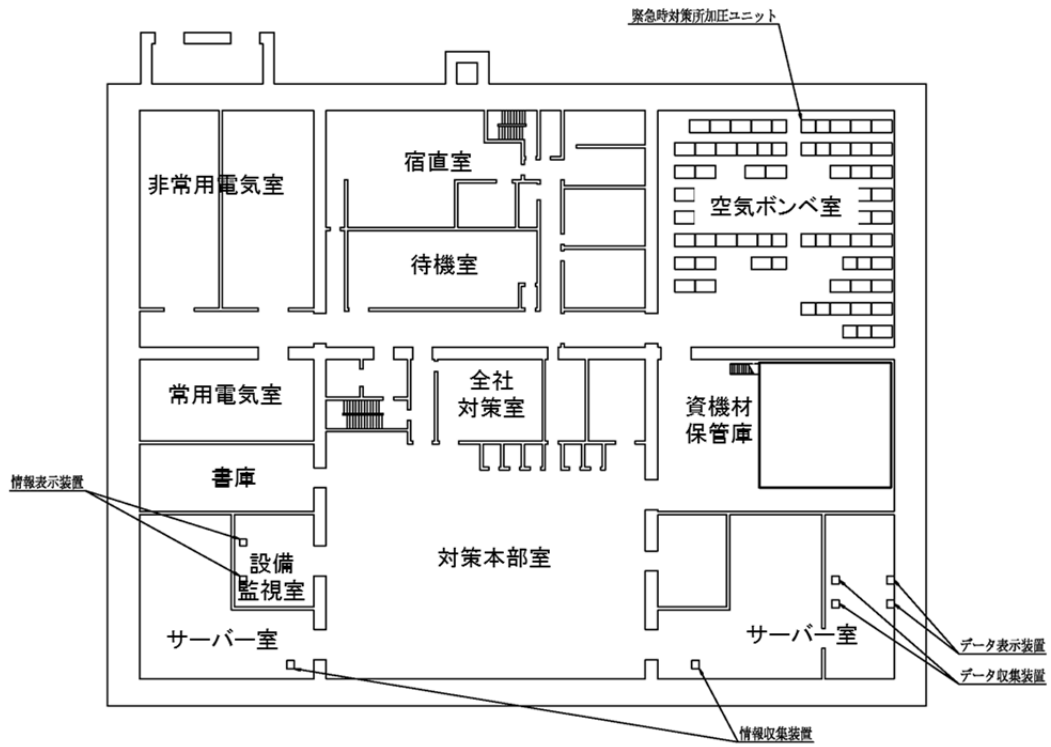 緊急時対策所加圧ユニット
非常用電気室
宿直室
空気ボンベ室
待機室
常用電気室
全社
対策室
資機材
保管庫
書庫
情報表示装置
設備
監視室
対策本部室
サーバー室
サーバー室
データ表示装置
データ収集装置
情報収集装置